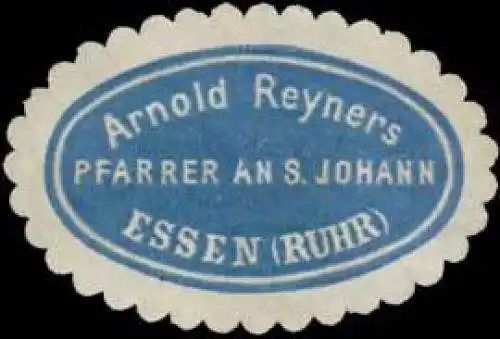 Arnold Reyners
PFARRER AN S. JOHANN
ESSEN (RUHR)